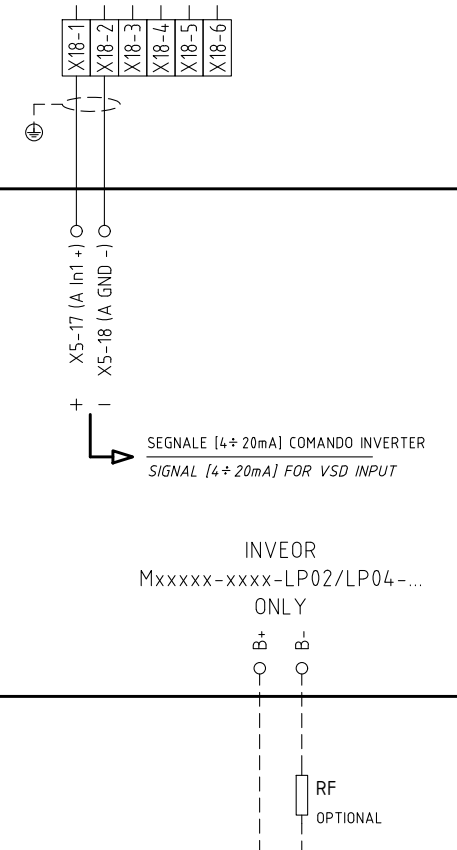 X18-1
X18-2
X18-3
X18-4
X18-5
X18-6
X5-17 (A In1 +)
X5-18 (A GND -)
+
-
SEGNALE [4÷20mA] COMANDO INVERTER
SIGNAL [4÷20mA] FOR VSD INPUT
INVEOR
Mxxxxx-xxxx-LP02/LP04-...
ONLY
B+
B-
RF
OPTIONAL